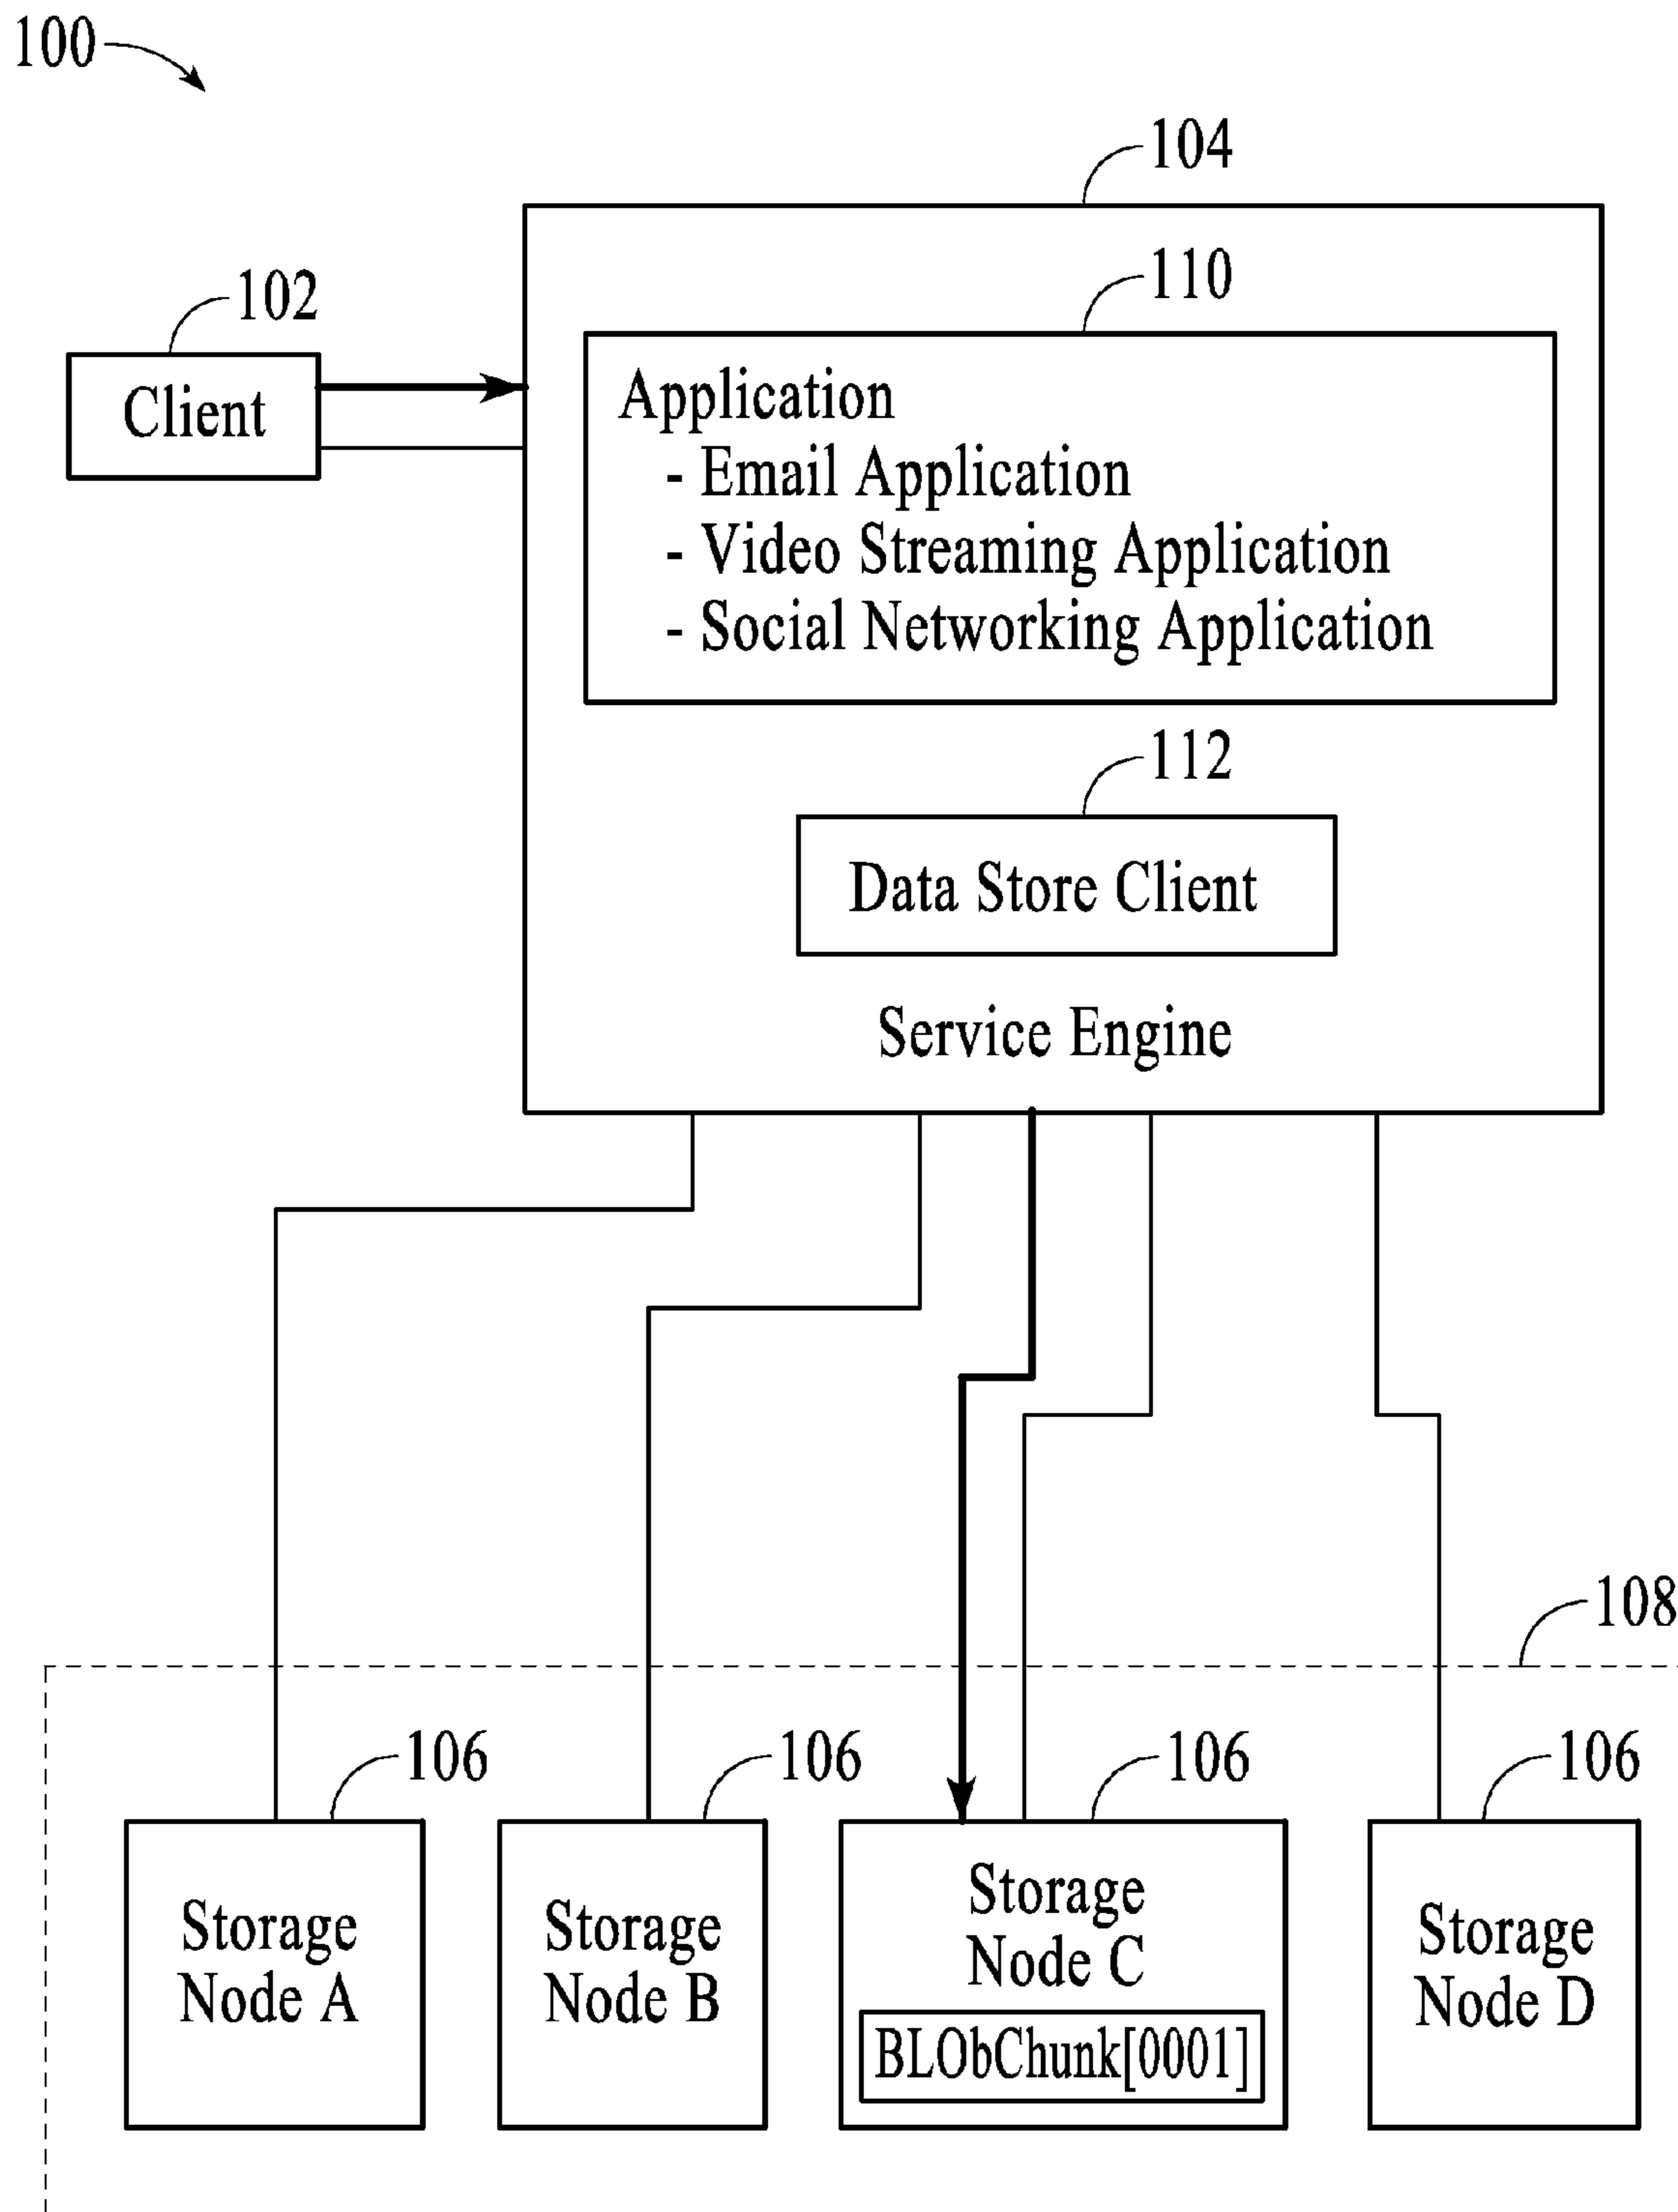 100
104
102
110
Client
Application
- Email Application
- Video Streaming Application
- Social Networking Application
112
Data Store Client
Service Engine
108
106 106 106 106
Storage Node A
Storage Node B
Storage Node C
BLObChunk[0001]
Storage Node D